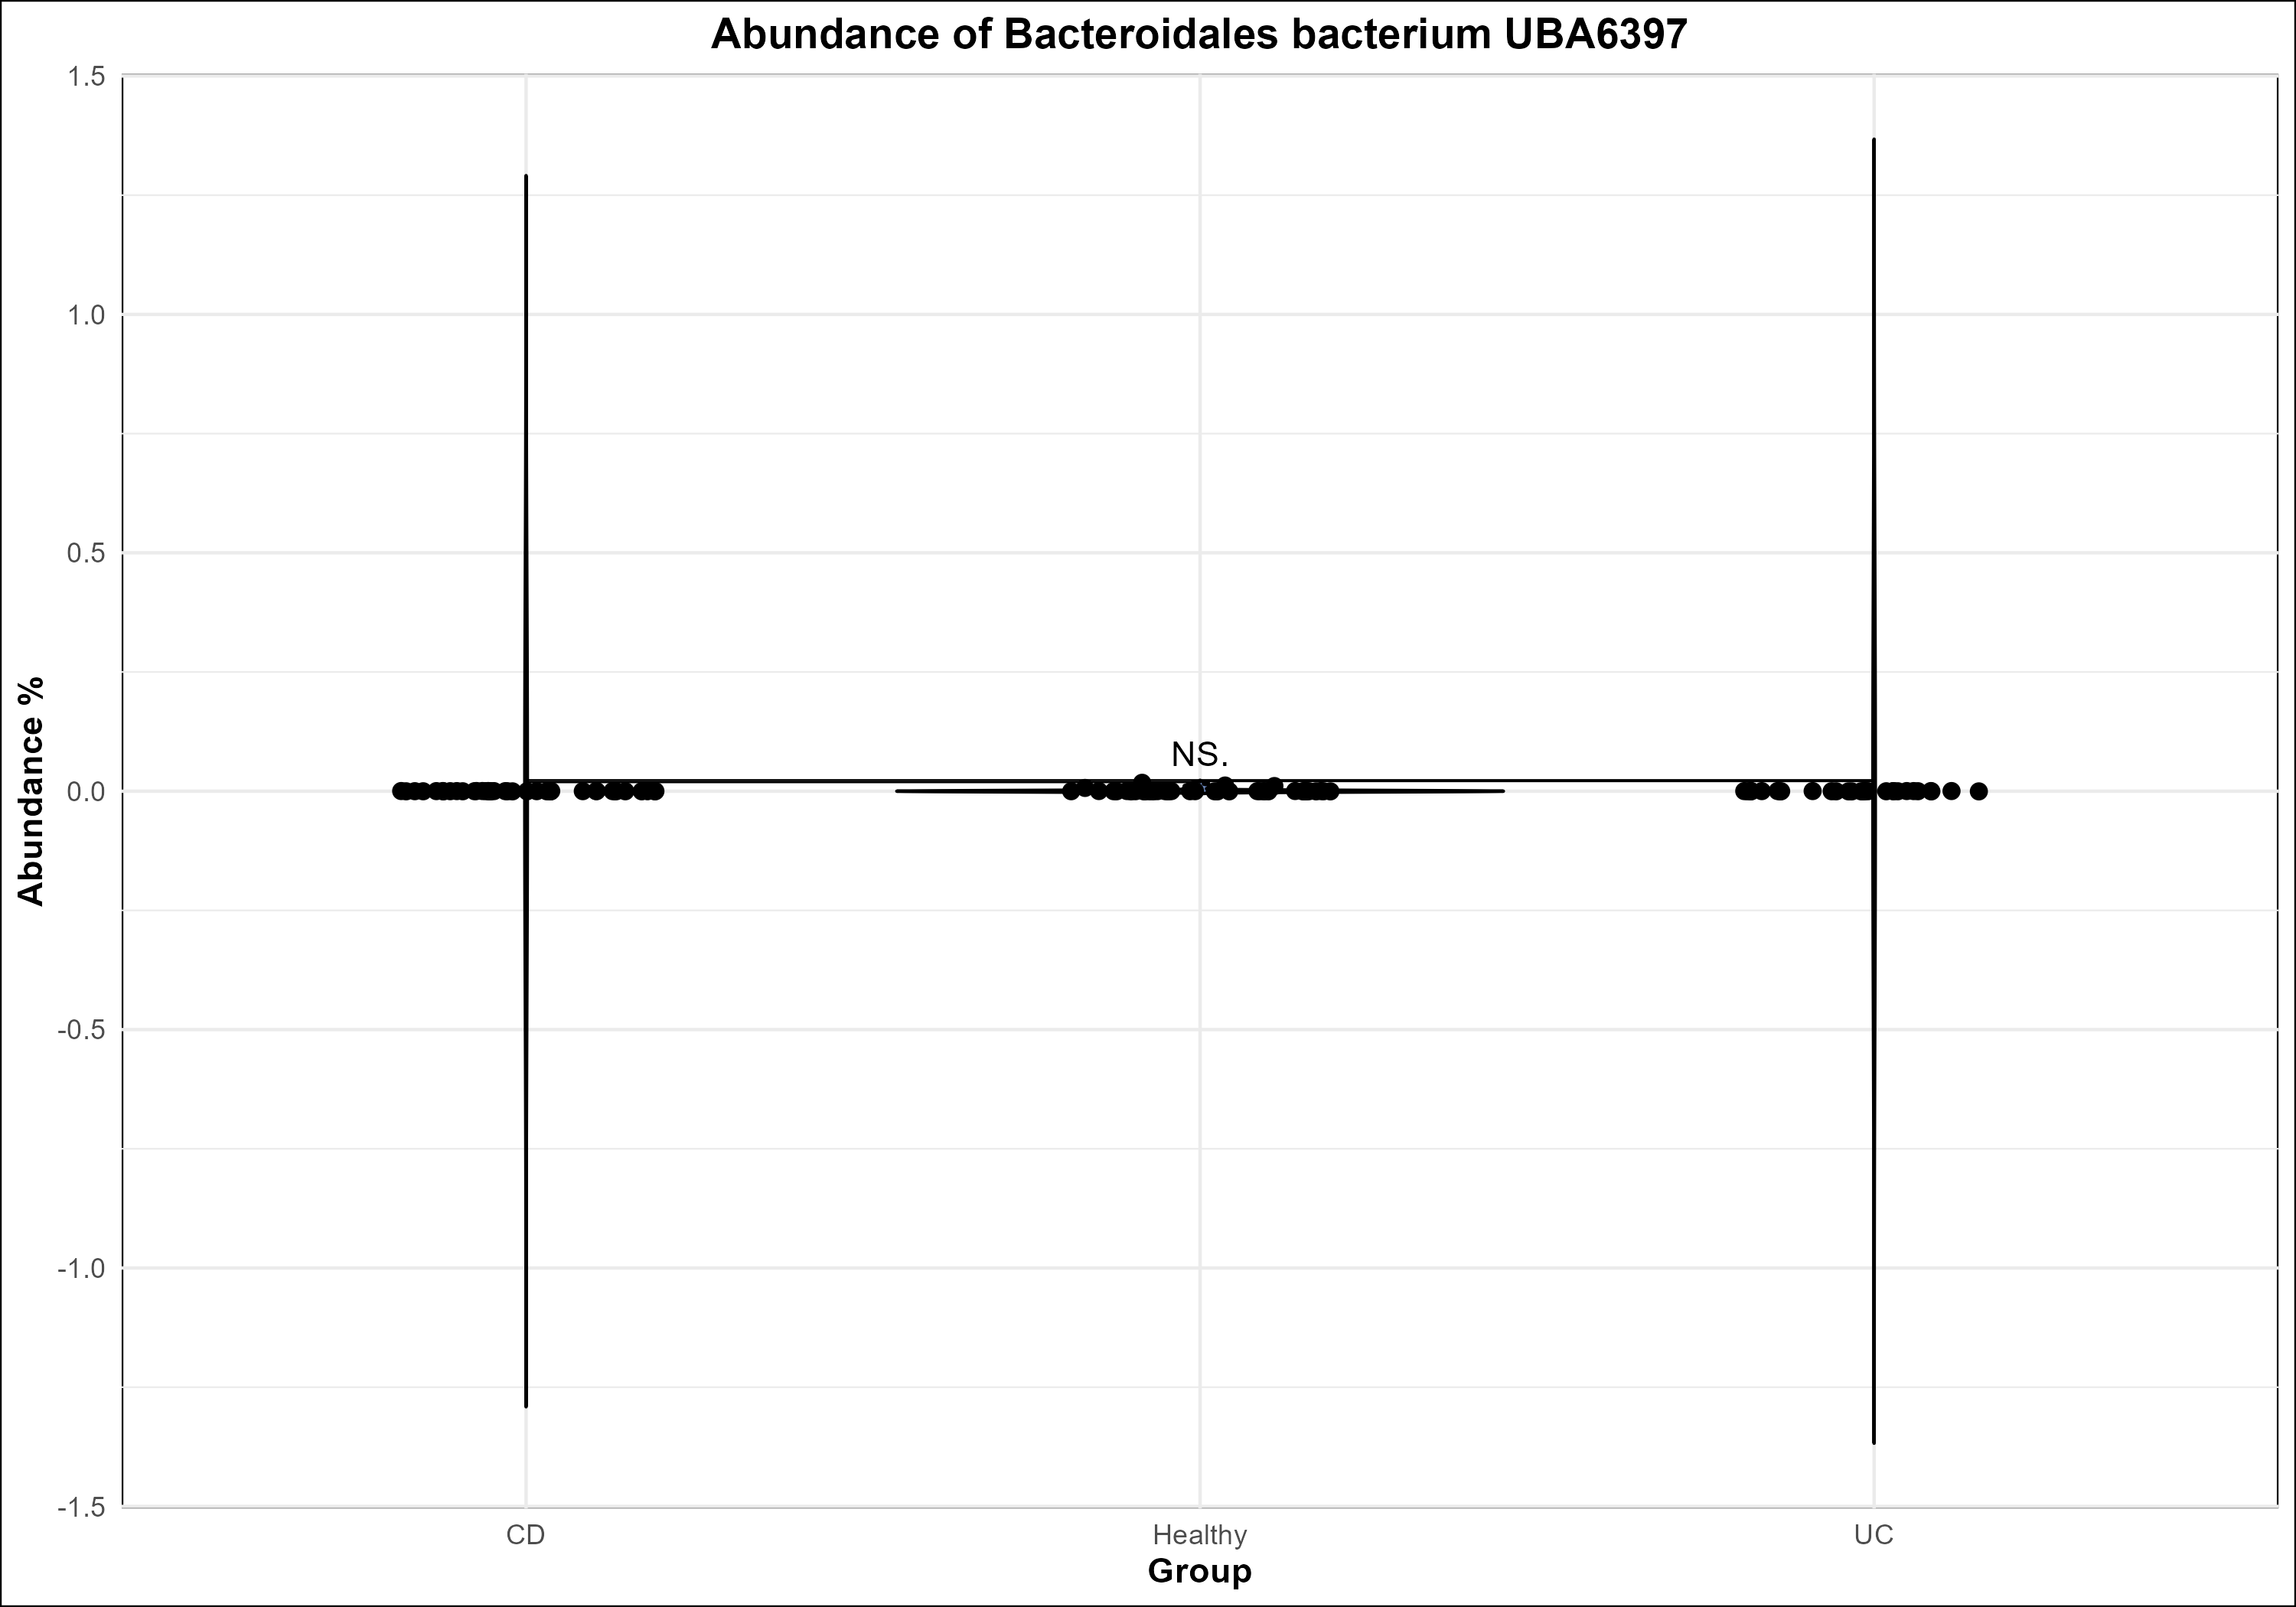 Abundance of Bacteroidales bacterium UBA6397
Abundance %
1.5
1.0
0.5
0.0
-0.5
-1.0
-1.5
NS.
CD
Healthy
UC
Group